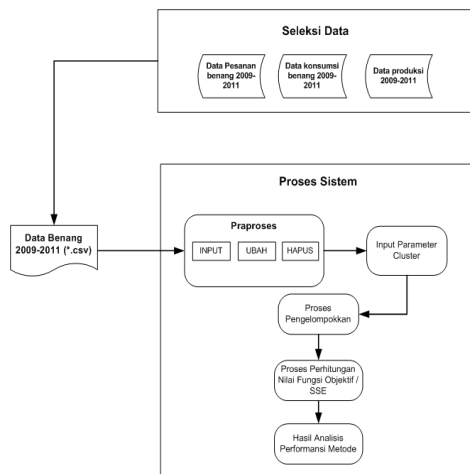 Seleksi Data
Data Pesanan
benang 2009-
2011
Data konsumsi
benang 2009-
2011
Data produksi
2009-2011
Proses Sistem
Data Benang
2009-2011 (*.csv)
Praproses
INPUT
UBAH
HAPUS
Input Parameter
Cluster
Proses
Pengelompokkan
Proses Perhitungan
Nilai Fungsi Objektif /
SSE
Hasil Analisis
Performansi Metode